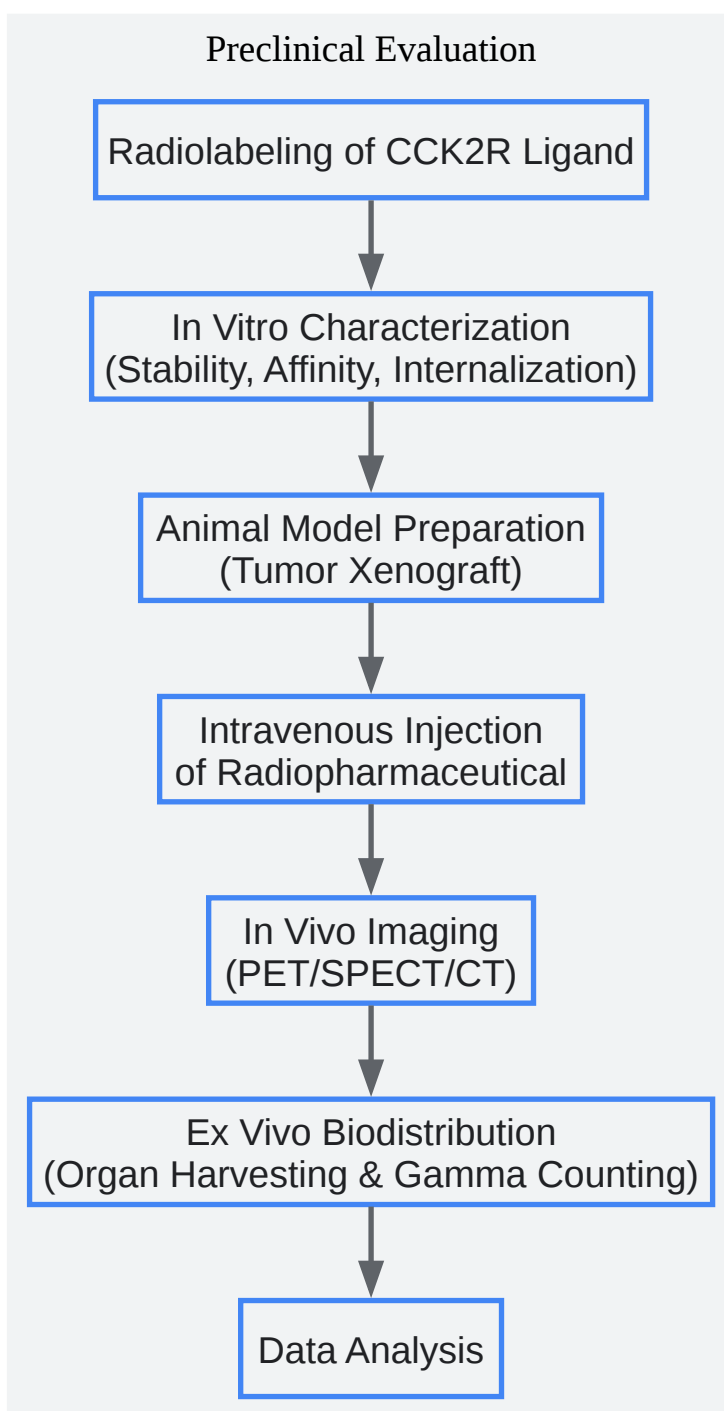 Preclinical Evaluation
Radiolabeling of CCK2R Ligand
In Vitro Characterization
(Stability, Affinity, Internalization)
Animal Model Preparation
(Tumor Xenograft)
Intravenous Injection
of Radiopharmaceutical
In Vivo Imaging
(PET/SPECT/CT)
Ex Vivo Biodistribution
(Organ Harvesting & Gamma Counting)
Data Analysis